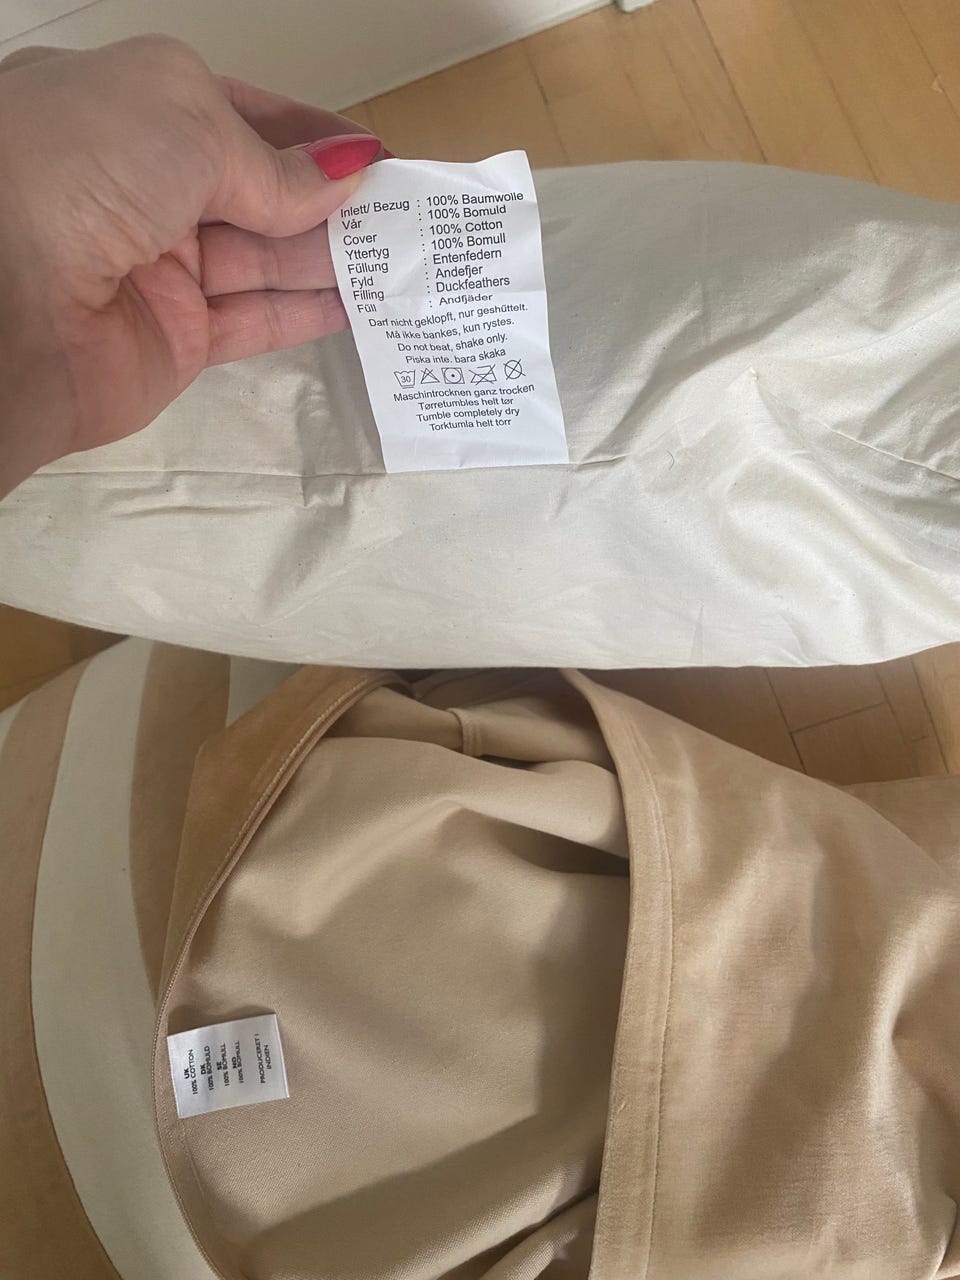 Inlett/ Bezug : 100% Baumwolle
Vår : 100% Bomuld
Cover : 100% Cotton
Yttertyg : 100% Bomull
Füllung : Entenfedern
Fyld : Andefjer
Filling : Duckfeathers
Füll : Andfjäder
Darf nicht geklopft, nur geshüttelt.
Må ikke bankes, kun rystes.
Do not beat, shake only.
Piska inte. bara skaka
30
Maschintrocknen ganz trocken
Tørretumbles helt tør
Tumble completely dry
Torktumla helt torr
UK
100% COTTON
DK
100% BOMULD
SE
100% BOMULL
NO
100% BOMULL
PRODUCERET I
INDIEN